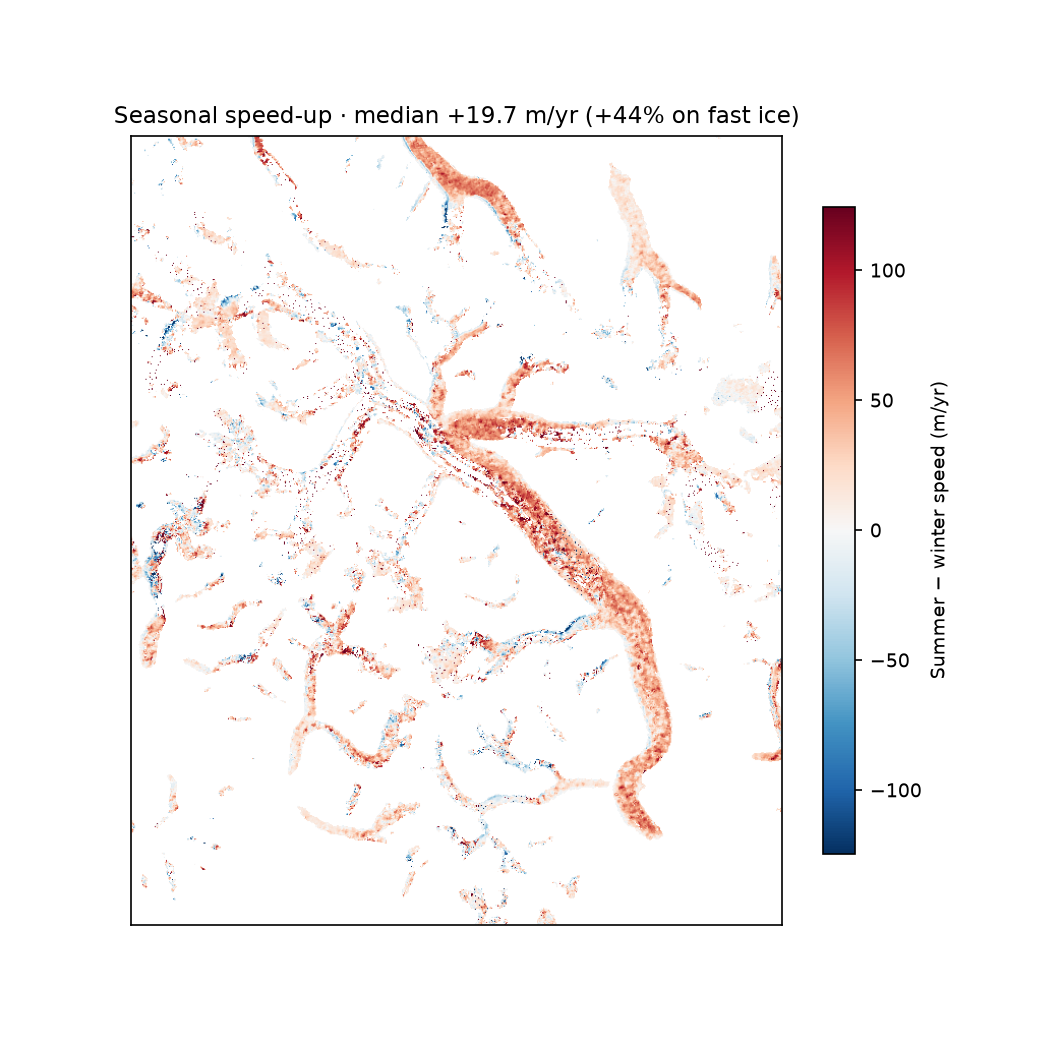 Seasonal speed-up · median +19.7 m/yr (+44% on fast ice)
100
50
0
−50
−100
Summer − winter speed (m/yr)